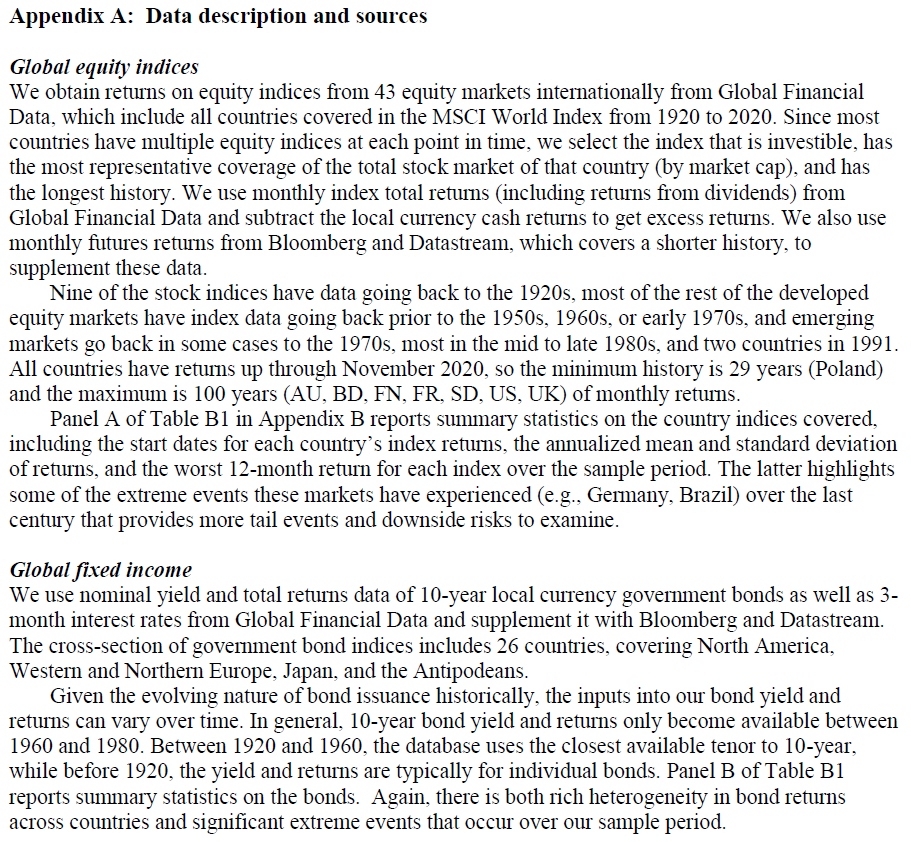 Appendix A:  Data description and sources
Global equity indices
We obtain returns on equity indices from 43 equity markets internationally from Global Financial
Data, which include all countries covered in the MSCI World Index from 1920 to 2020. Since most
countries have multiple equity indices at each point in time, we select the index that is investible, has
the most representative coverage of the total stock market of that country (by market cap), and has
the longest history. We use monthly index total returns (including returns from dividends) from
Global Financial Data and subtract the local currency cash returns to get excess returns. We also use
monthly futures returns from Bloomberg and Datastream, which covers a shorter history, to
supplement these data.
Nine of the stock indices have data going back to the 1920s, most of the rest of the developed
equity markets have index data going back prior to the 1950s, 1960s, or early 1970s, and emerging
markets go back in some cases to the 1970s, most in the mid to late 1980s, and two countries in 1991.
All countries have returns up through November 2020, so the minimum history is 29 years (Poland)
and the maximum is 100 years (AU, BD, FN, FR, SD, US, UK) of monthly returns.
Panel A of Table B1 in Appendix B reports summary statistics on the country indices covered,
including the start dates for each country's index returns, the annualized mean and standard deviation
of returns, and the worst 12-month return for each index over the sample period. The latter highlights
some of the extreme events these markets have experienced (e.g., Germany, Brazil) over the last
century that provides more tail events and downside risks to examine.
Global fixed income
We use nominal yield and total returns data of 10-year local currency government bonds as well as 3-
month interest rates from Global Financial Data and supplement it with Bloomberg and Datastream.
The cross-section of government bond indices includes 26 countries, covering North America,
Western and Northern Europe, Japan, and the Antipodeans.
Given the evolving nature of bond issuance historically, the inputs into our bond yield and
returns can vary over time. In general, 10-year bond yield and returns only become available between
1960 and 1980. Between 1920 and 1960, the database uses the closest available tenor to 10-year,
while before 1920, the yield and returns are typically for individual bonds. Panel B of Table B1
reports summary statistics on the bonds.  Again, there is both rich heterogeneity in bond returns
across countries and significant extreme events that occur over our sample period.